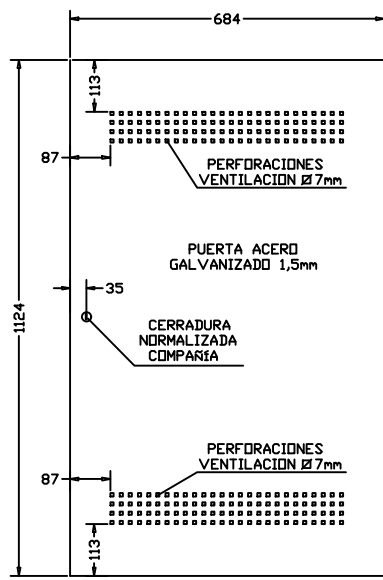 684
113
87
PERFORACIONES
VENTILACION Ø7mm
PUERTA ACERO
GALVANIZADO 1,5mm
35
1124
CERRADURA
NORMALIZADA
COMPAÑíA
PERFORACIONES
VENTILACION Ø7mm
87
113